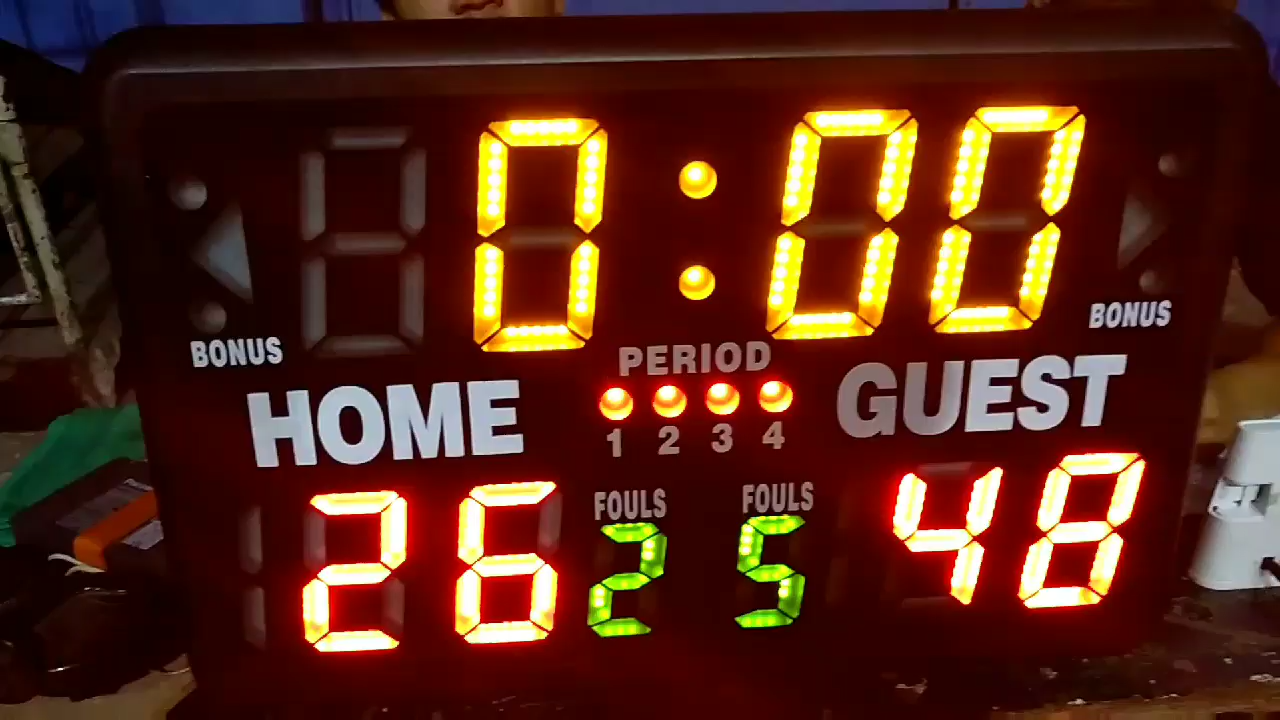 0:00
BONUS PERIOD BONUS
HOME 1 2 3 4 GUEST
FOULS FOULS
26 2 5 48